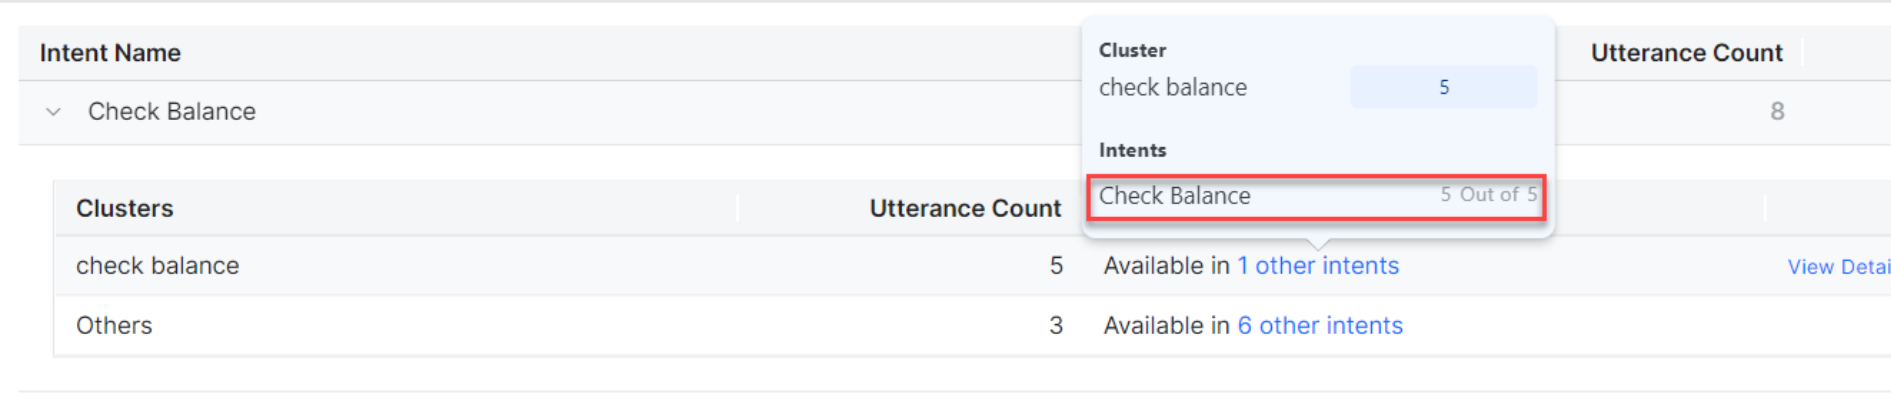 Intent Name
Utterance Count
Check Balance
8
Cluster
check balance 5
Intents
Check Balance 5 Out of 5
Clusters Utterance Count
check balance 5 Available in 1 other intents View Detai
Others 3 Available in 6 other intents